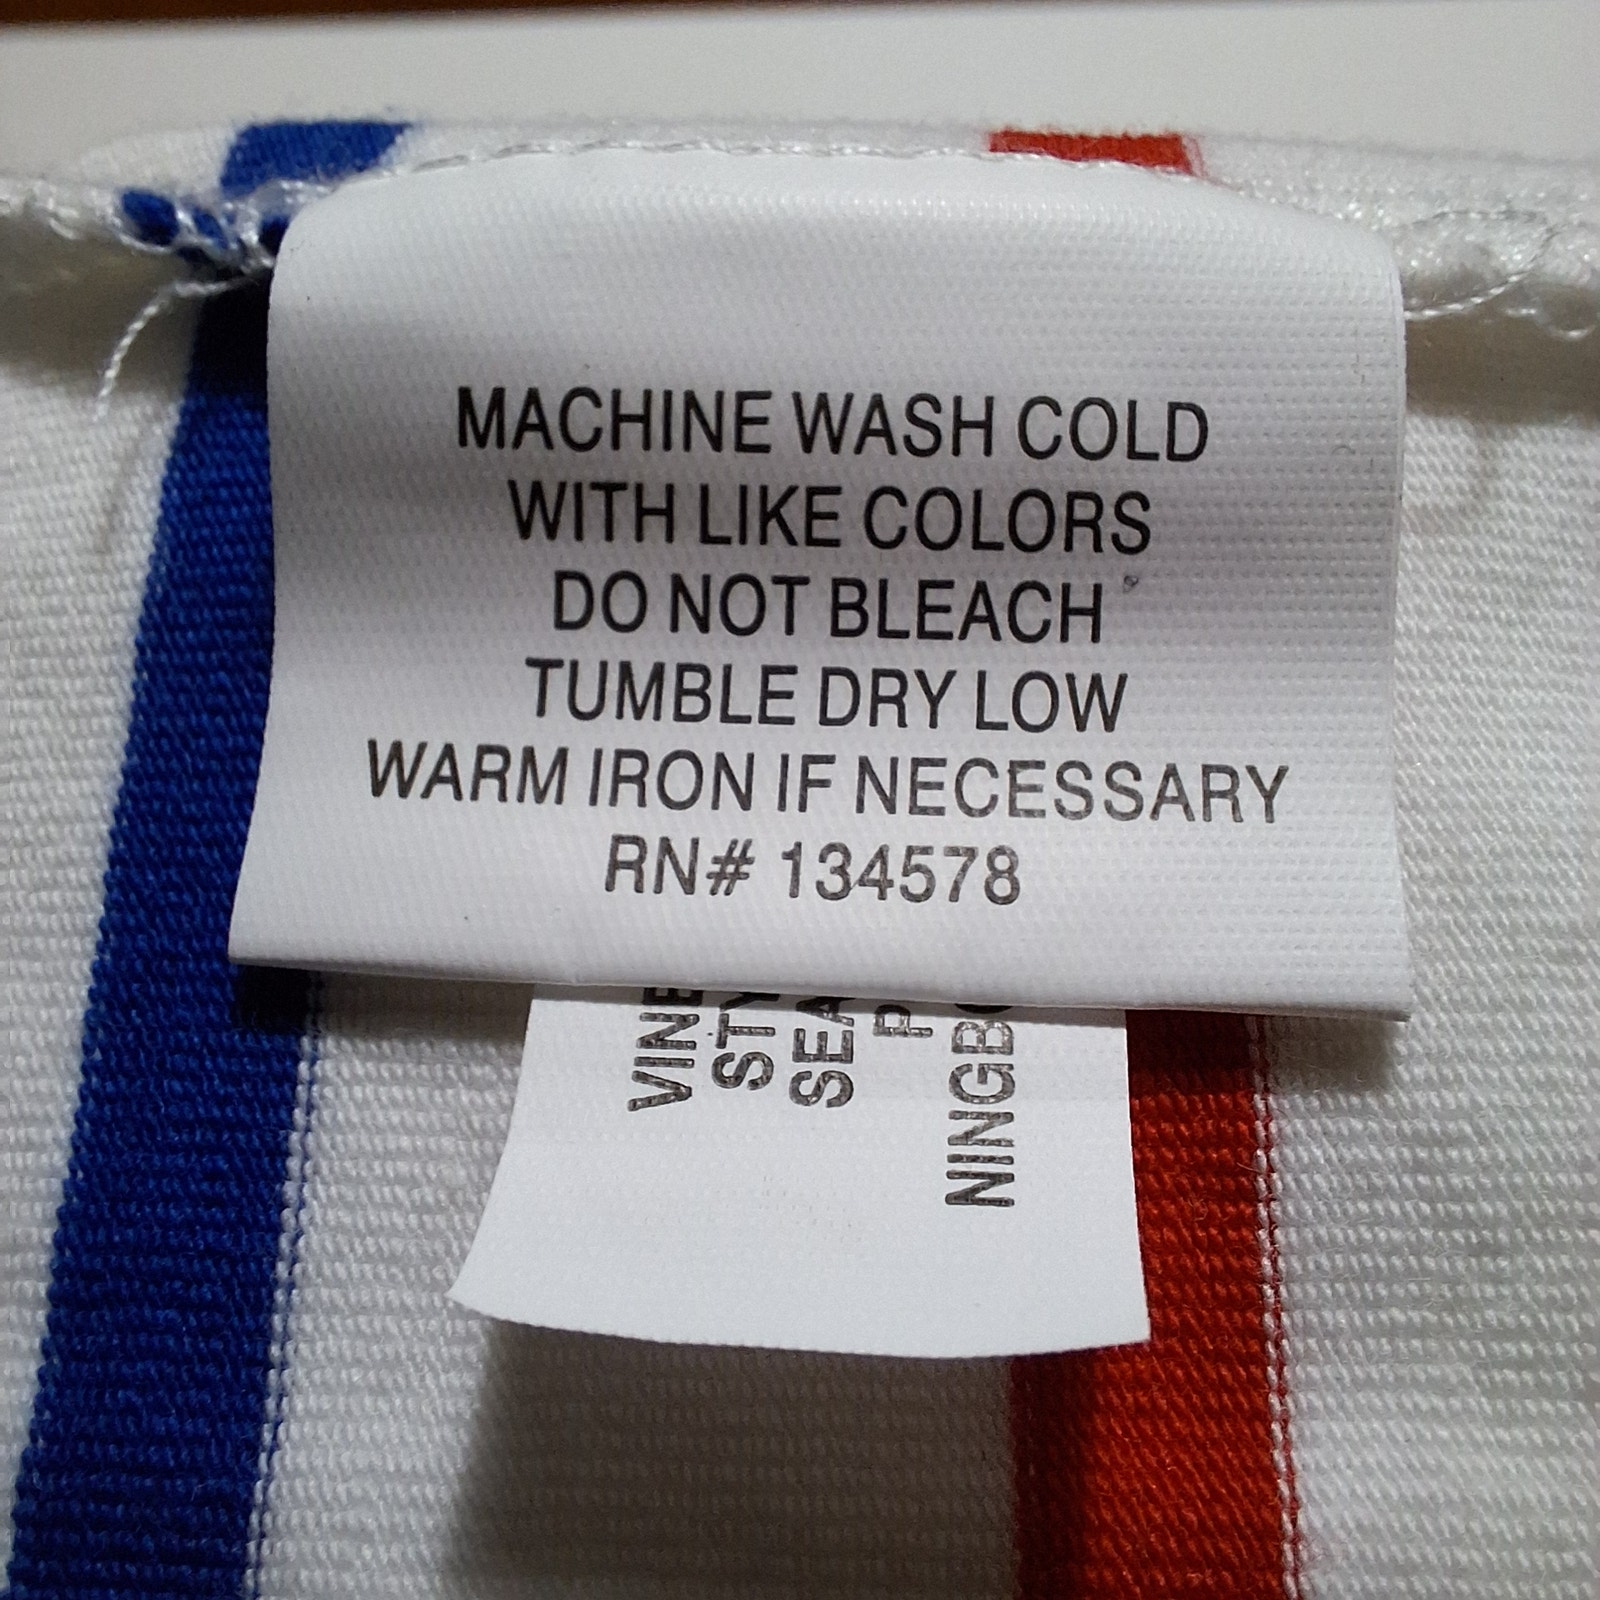 MACHINE WASH COLD
WITH LIKE COLORS
DO NOT BLEACH
TUMBLE DRY LOW
WARM IRON IF NECESSARY
RN# 134578